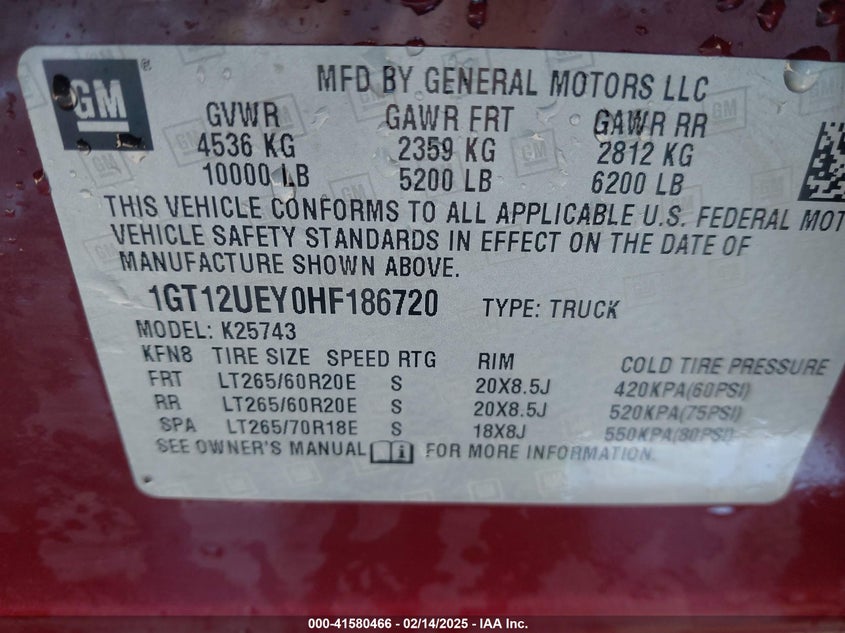 GM
MFD BY GENERAL MOTORS LLC
GVWR GAWR FRT GAWR RR
4536 KG 2359 KG 2812 KG
10000 LB 5200 LB 6200 LB
THIS VEHICLE CONFORMS TO ALL APPLICABLE U.S. FEDERAL MOT
VEHICLE SAFETY STANDARDS IN EFFECT ON THE DATE OF
MANUFACTURE SHOWN ABOVE.
1GT12UEY0HF186720 TYPE: TRUCK
MODEL: K25743
KFN8 TIRE SIZE SPEED RTG RIM COLD TIRE PRESSURE
FRT LT265/60R20E S 20X8.5J 420KPA(60PSI)
RR LT265/60R20E S 20X8.5J 520KPA(75PSI)
SPA LT265/70R18E S 18X8J 550KPA(80PSI)
SEE OWNER'S MANUAL FOR MORE INFORMATION.
000-41580466 - 02/14/2025 - IAA Inc.